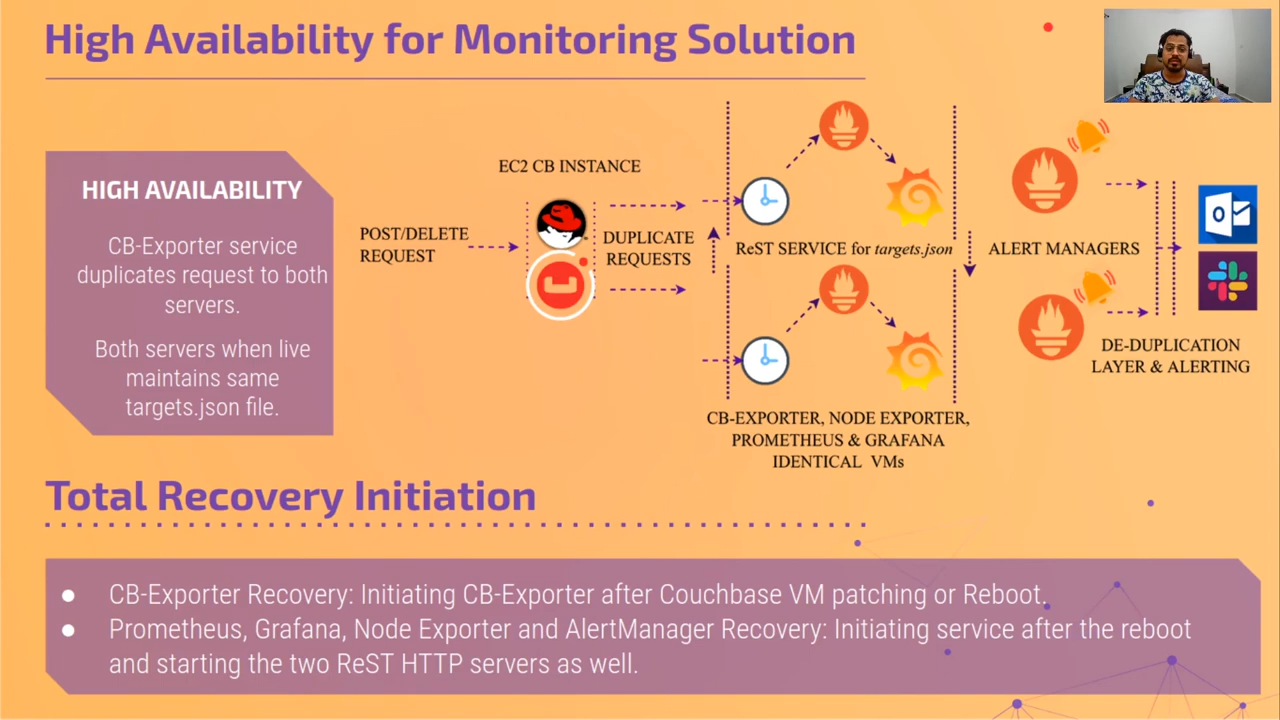 High Availability for Monitoring Solution
HIGH AVAILABILITY
CB-Exporter service
duplicates request to both
servers.
Both servers when live
maintains same
targets.json file.
POST/DELETE
REQUEST
EC2 CB INSTANCE
DUPLICATE
REQUESTS
ReST SERVICE for targets.json
CB-EXPORTER, NODE EXPORTER,
PROMETHEUS & GRAFANA
IDENTICAL VMs
ALERT MANAGERS
DE-DUPLICATION
LAYER & ALERTING
Total Recovery Initiation
● CB-Exporter Recovery: Initiating CB-Exporter after Couchbase VM patching or Reboot.
● Prometheus, Grafana, Node Exporter and AlertManager Recovery: Initiating service after the reboot
and starting the two ReST HTTP servers as well.